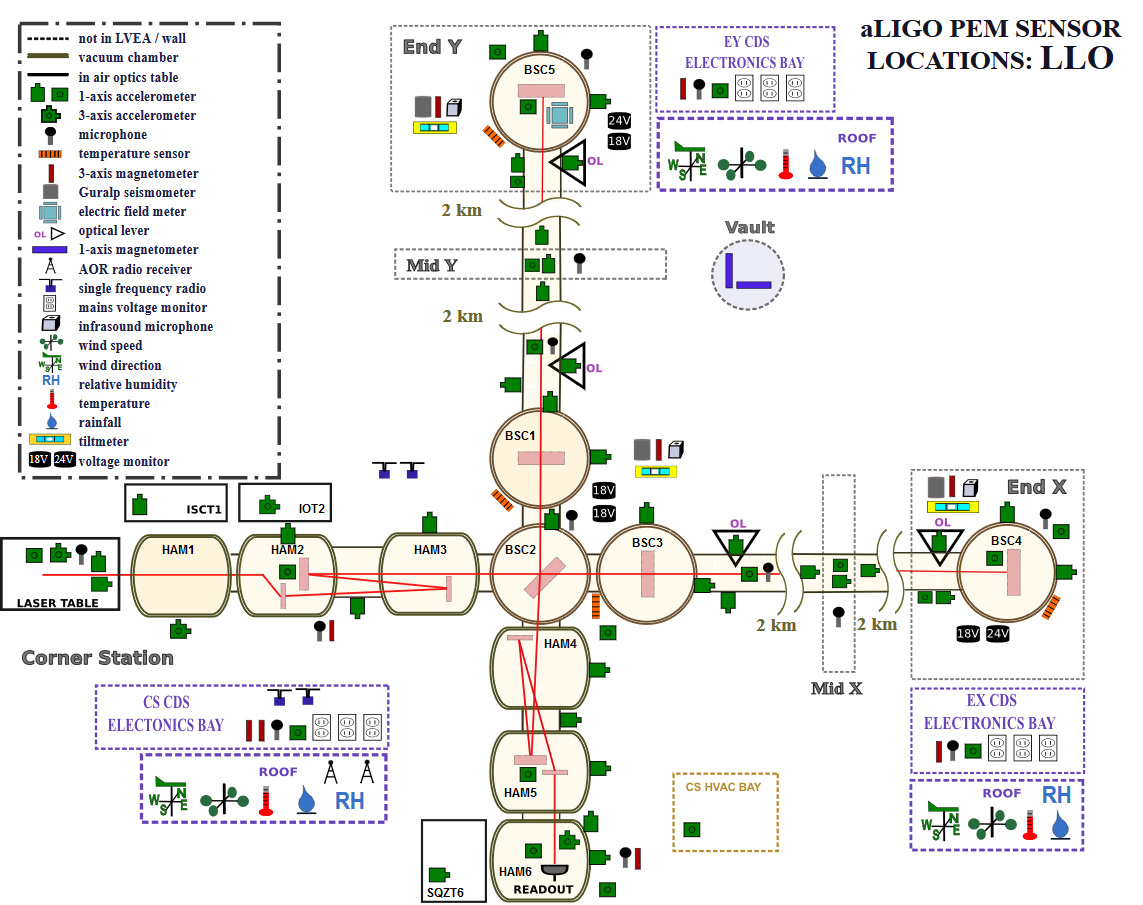 aLIGO PEM SENSOR
LOCATIONS: LLO
not in LVEA / wall
vacuum chamber
in air optics table
1-axis accelerometer
3-axis accelerometer
microphone
temperature sensor
3-axis magnetometer
Guralp seismometer
electric field meter
OL optical lever
1-axis magnetometer
AOR radio receiver
single frequency radio
mains voltage monitor
infrasound microphone
wind speed
W S N E wind direction
RH relative humidity
temperature
rainfall
tiltmeter
18V 24V voltage monitor
End Y
BSC5
24V
18V
OL
EY CDS
ELECTRONICS BAY
ROOF
W S N E
RH
2 km
Mid Y
Vault
2 km
OL
BSC1
18V
18V
ISCT1
IOT2
LASER TABLE
HAM1
HAM2
HAM3
BSC2
BSC3
OL
2 km
Mid X
2 km
End X
OL
BSC4
18V 24V
Corner Station
HAM4
HAM5
HAM6
READOUT
SQZT6
CS CDS
ELECTONICS BAY
ROOF
W S N E
RH
CS HVAC BAY
EX CDS
ELECTRONICS BAY
ROOF
RH
W S N E